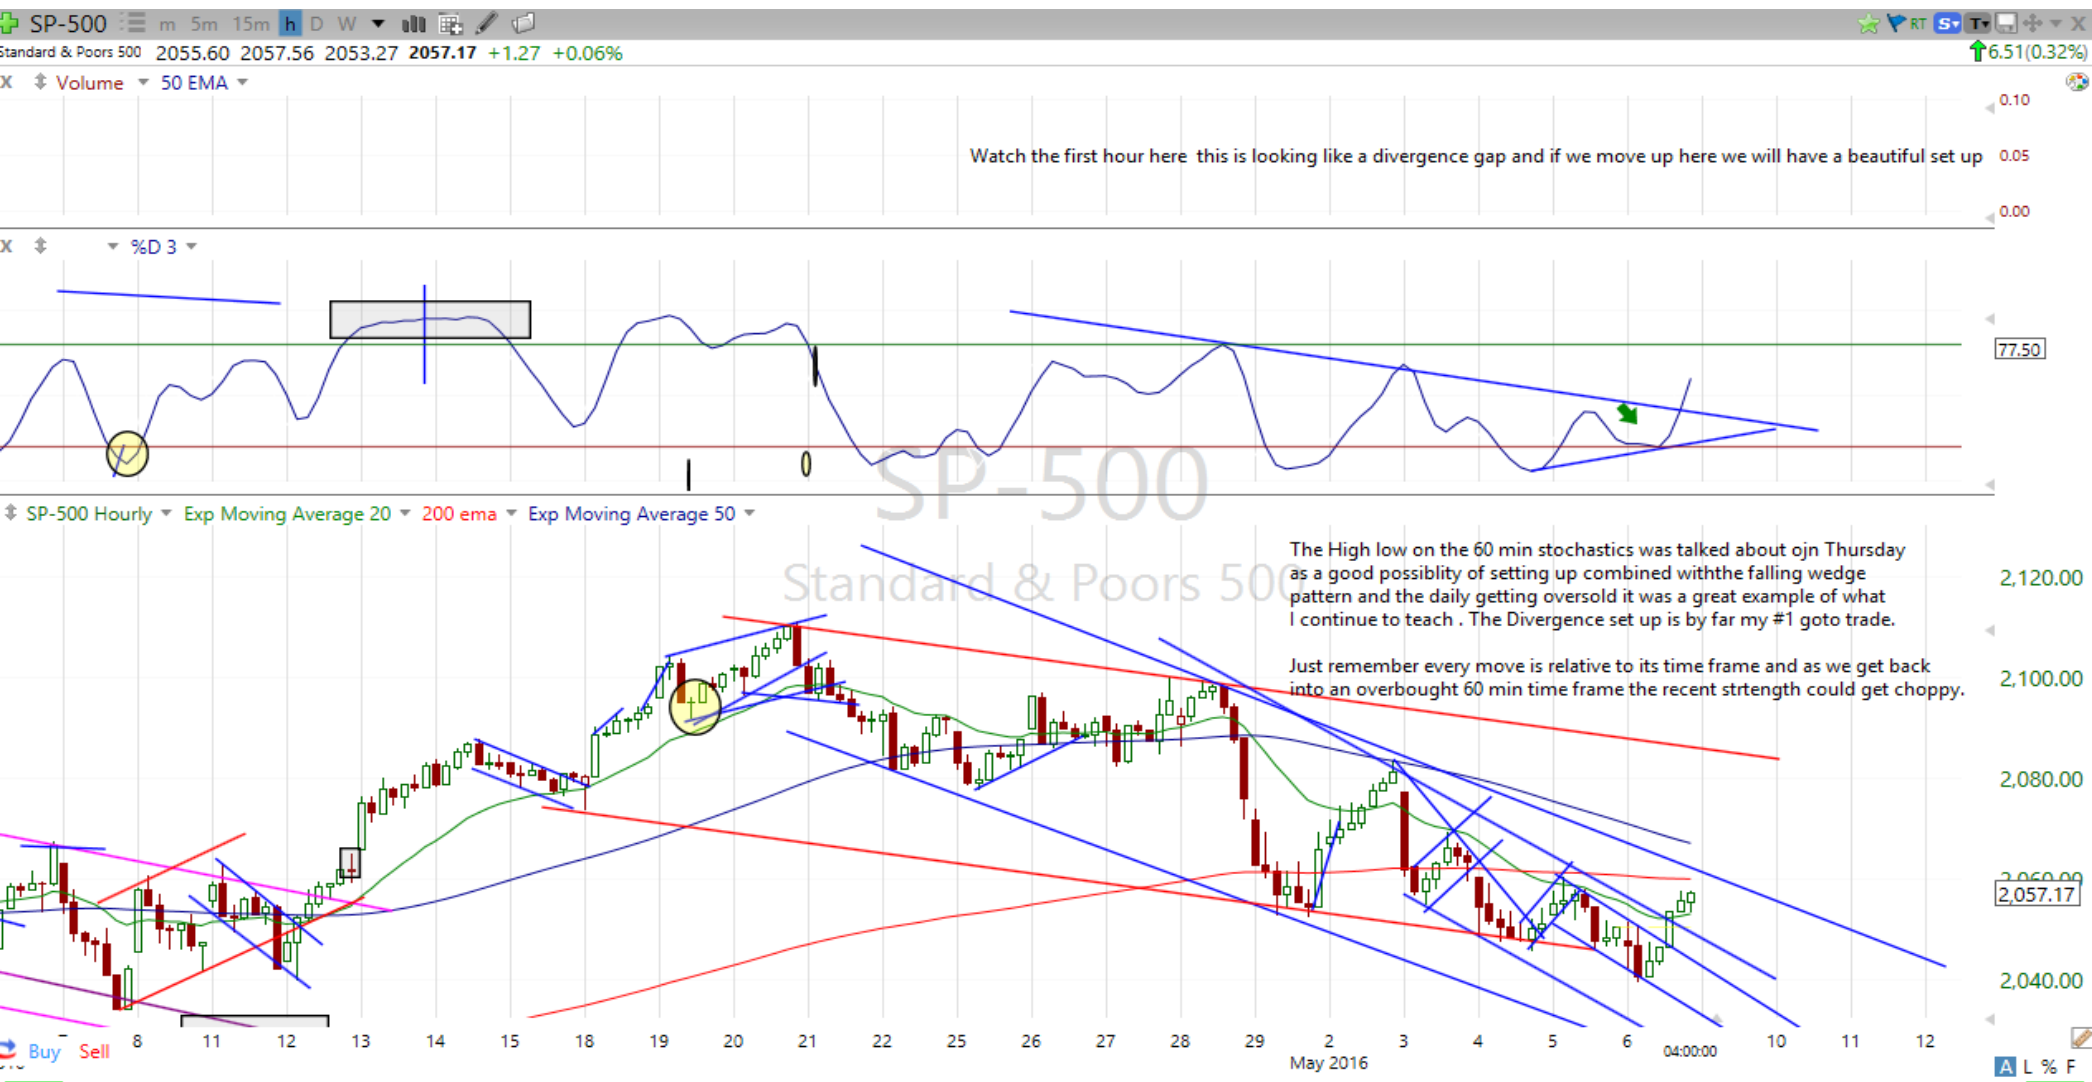 SP-500 m 5m 15m h D W RT S T X
Standard & Poors 500 2055.60 2057.56 2053.27 2057.17 +1.27 +0.06% 6.51(0.32%)
X Volume 50 EMA
0.10
Watch the first hour here this is looking like a divergence gap and if we move up here we will have a beautiful set up 0.05
0.00
X %D 3
77.50
SP-500
SP-500 Hourly Exp Moving Average 20 200 ema Exp Moving Average 50
Standard & Poors 500
The High low on the 60 min stochastics was talked about ojn Thursday
as a good possiblity of setting up combined withthe falling wedge
pattern and the daily getting oversold it was a great example of what
I continue to teach . The Divergence set up is by far my #1 goto trade.
Just remember every move is relative to its time frame and as we get back
into an overbought 60 min time frame the recent strtength could get choppy.
2,120.00
2,100.00
2,080.00
2,060.00
2,057.17
2,040.00
8 11 12 13 14 15 18 19 20 21 22 25 26 27 28 29 2 3 4 5 6 04:00:00 10 11 12
Buy Sell May 2016
A L % F